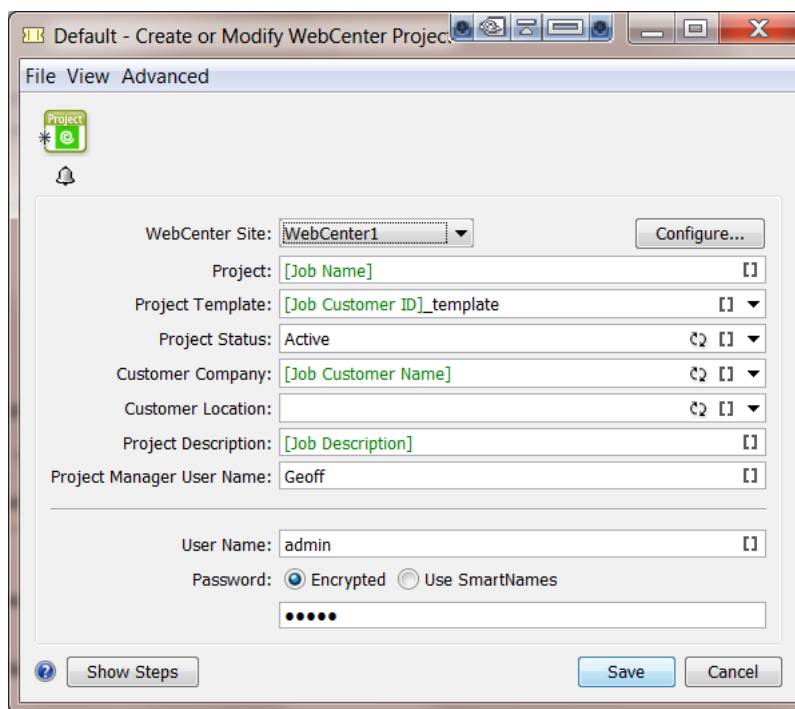 Default - Create or Modify WebCenter Project
File View Advanced
Project
WebCenter Site: WebCenter1 Configure...
Project: [Job Name] []
Project Template: [Job Customer ID]_template []
Project Status: Active []
Customer Company: [Job Customer Name] []
Customer Location: []
Project Description: [Job Description] []
Project Manager User Name: Geoff []
User Name: admin []
Password: Encrypted Use SmartNames
•••••
? Show Steps Save Cancel